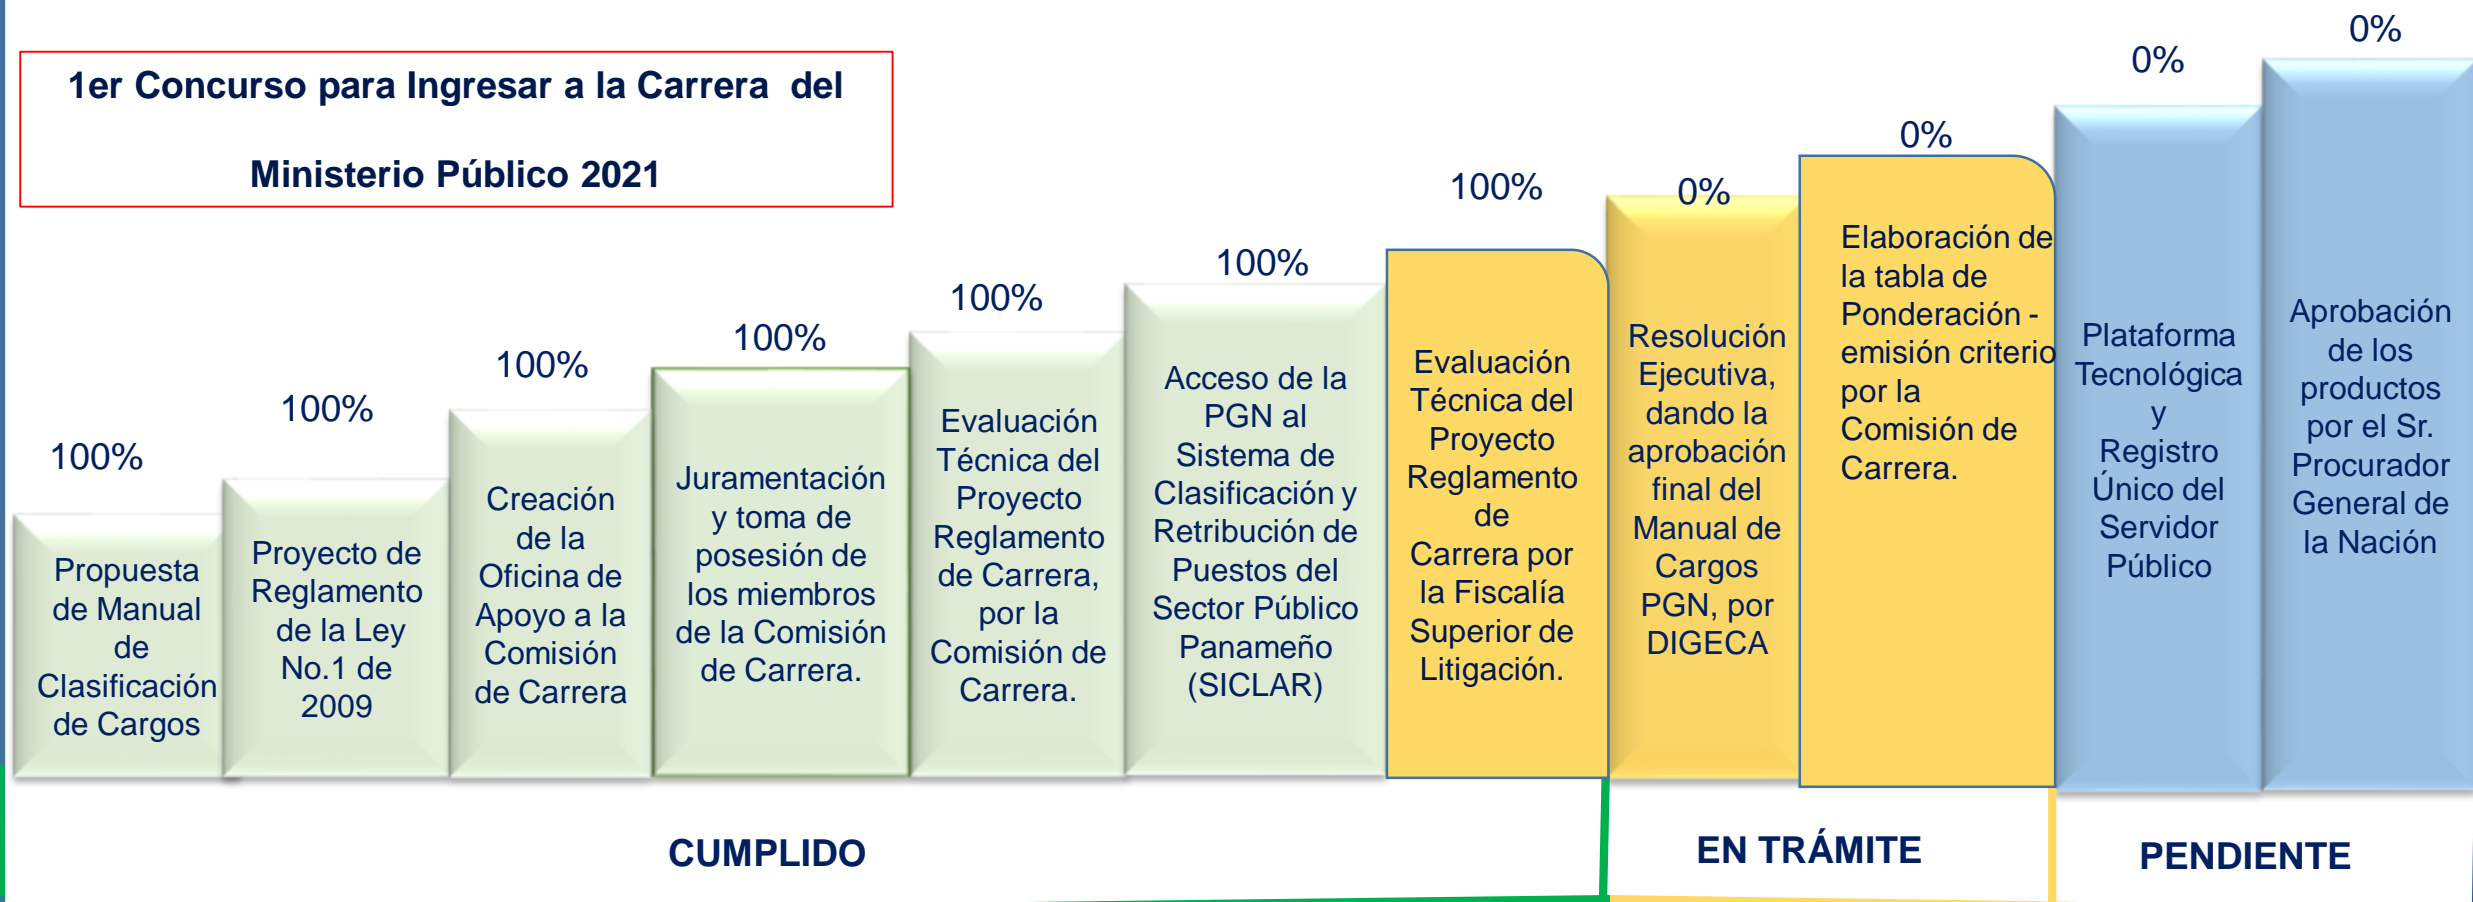 1er Concurso para Ingresar a la Carrera del
Ministerio Público 2021
100%
Propuesta
de Manual
de
Clasificación
de Cargos
100%
Proyecto de
Reglamento
de la Ley
No.1 de
2009
100%
Creación
de la
Oficina de
Apoyo a la
Comisión
de Carrera
100%
Juramentación
y toma de
posesión de
los miembros
de la Comisión
de Carrera.
100%
Evaluación
Técnica del
Proyecto
Reglamento
de Carrera,
por la
Comisión de
Carrera.
100%
Acceso de la
PGN al
Sistema de
Clasificación y
Retribución de
Puestos del
Sector Público
Panameño
(SICLAR)
100%
Evaluación
Técnica del
Proyecto
Reglamento
de
Carrera por
la Fiscalía
Superior de
Litigación.
0%
Resolución
Ejecutiva,
dando la
aprobación
final del
Manual de
Cargos
PGN, por
DIGECA
0%
Elaboración de
la tabla de
Ponderación -
emisión criterio
por la
Comisión de
Carrera.
0%
Plataforma
Tecnológica
y
Registro
Único del
Servidor
Público
0%
Aprobación
de los
productos
por el Sr.
Procurador
General de
la Nación
CUMPLIDO
EN TRÁMITE
PENDIENTE